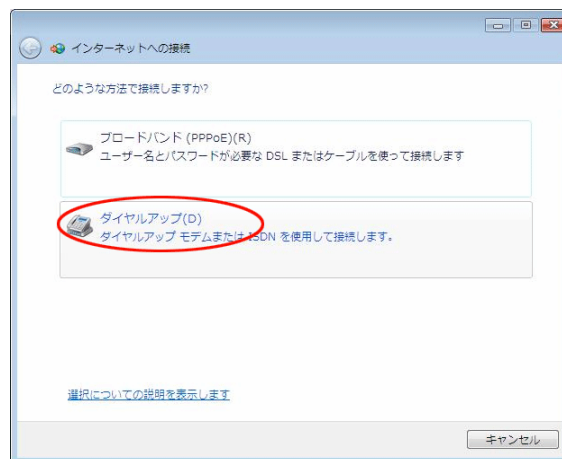 インターネットへの接続
どのような方法で接続しますか?
ブロードバンド (PPPoE)(R)
ユーザー名とパスワードが必要な DSL またはケーブルを使って接続します
ダイヤルアップ(D)
ダイヤルアップ モデムまたは ISDN を使用して接続します。
選択についての説明を表示します
キャンセル